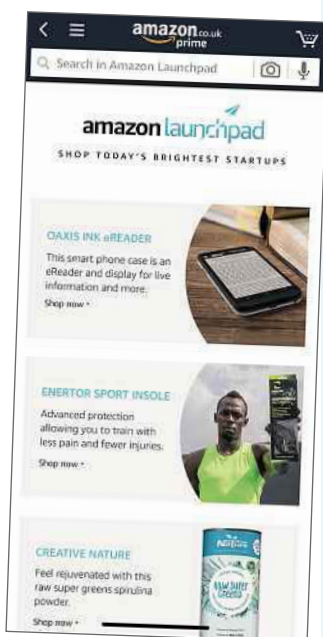 amazon.co.uk
prime
Search in Amazon Launchpad
amazon launchpad
SHOP TODAY'S BRIGHTEST STARTUPS
OAXIS INK eREADER
This smart phone case is an
eReader and display for live
information and more.
Shop now
ENERTOR SPORT INSOLE
Advanced protection
allowing you to train with
less pain and fewer injuries.
Shop now
CREATIVE NATURE
Feel rejuvenated with this
raw super greens spirulina
powder.
Shop now
Nature
RAW SUPER
Greens